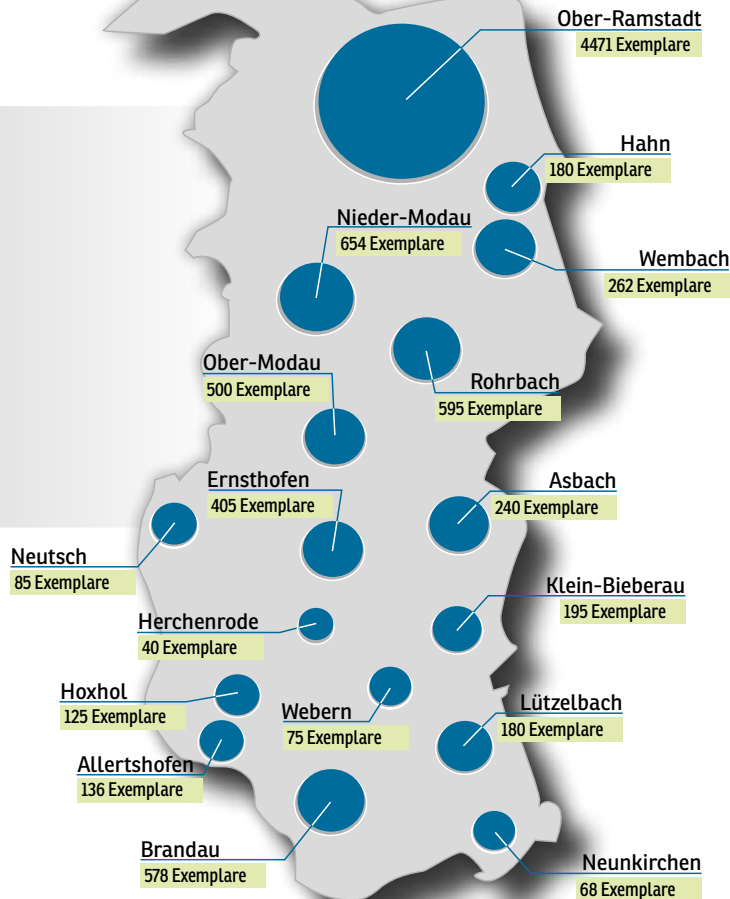 Ober-Ramstadt
4471 Exemplare
Hahn
180 Exemplare
Nieder-Modau
654 Exemplare
Wembach
262 Exemplare
Ober-Modau
500 Exemplare
Rohrbach
595 Exemplare
Ernsthofen
405 Exemplare
Asbach
240 Exemplare
Neutsch
85 Exemplare
Klein-Bieberau
195 Exemplare
Herchenrode
40 Exemplare
Hoxhol
125 Exemplare
Webern
75 Exemplare
Lützelbach
180 Exemplare
Allertshofen
136 Exemplare
Brandau
578 Exemplare
Neunkirchen
68 Exemplare